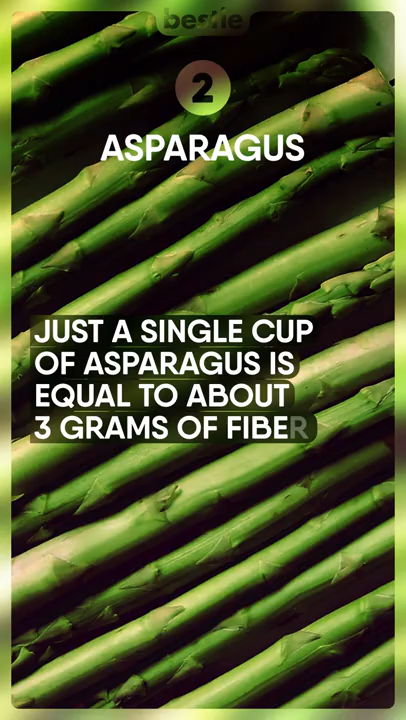 bestie
2
ASPARAGUS
JUST A SINGLE CUP
OF ASPARAGUS IS
EQUAL TO ABOUT
3 GRAMS OF FIBER